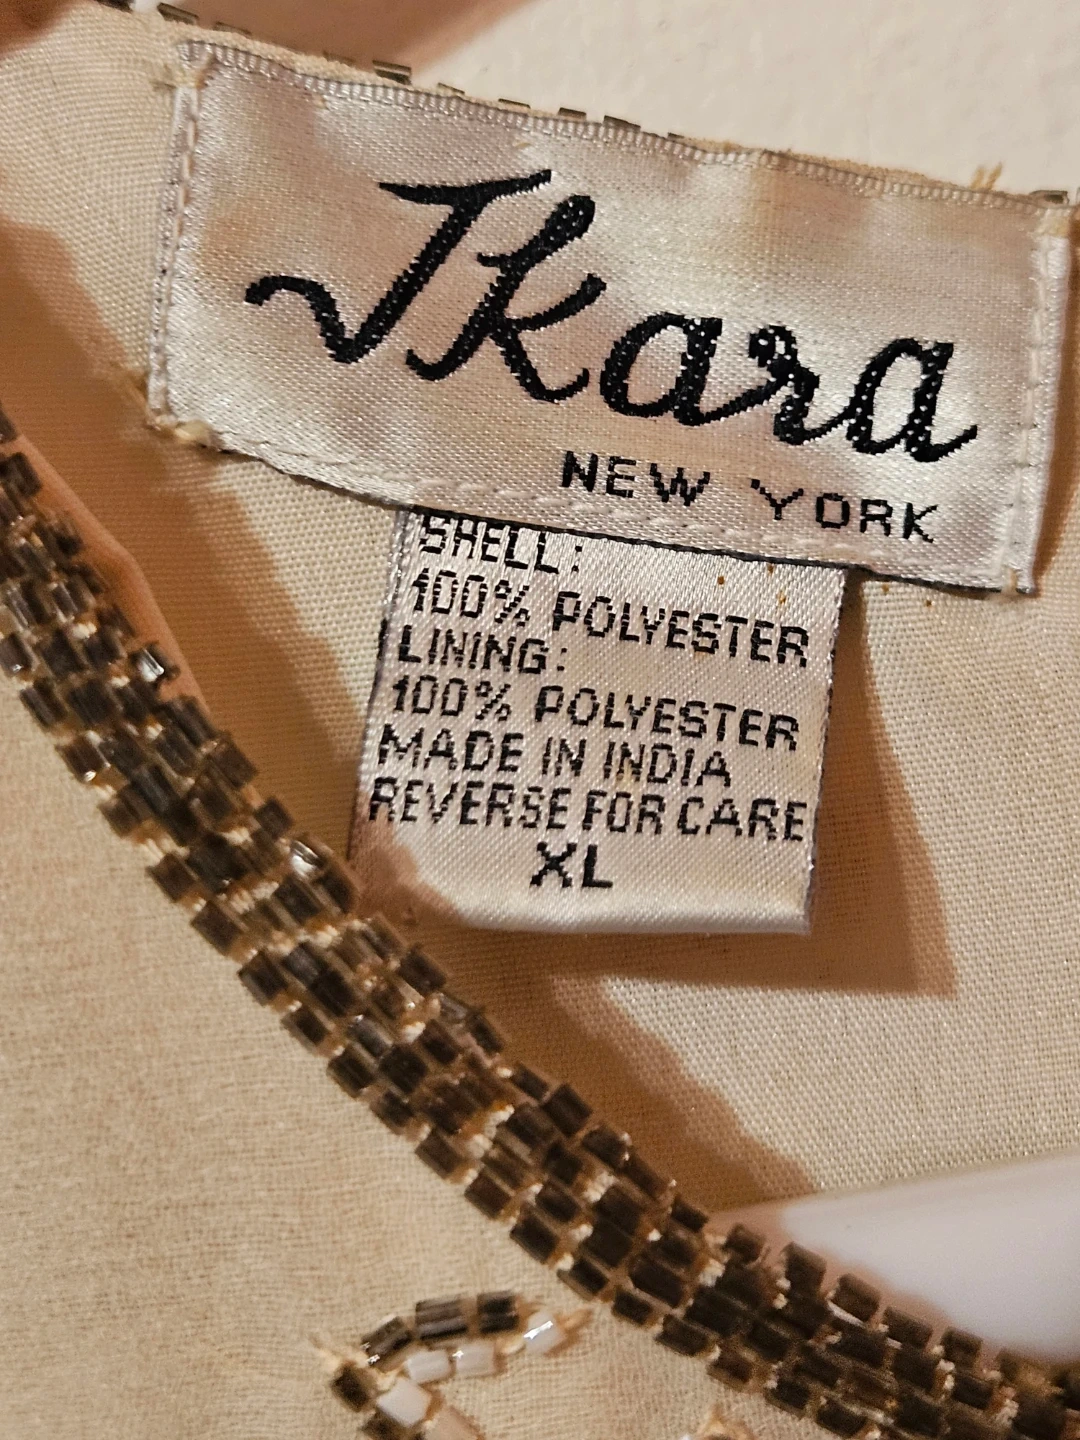 Ikara
NEW YORK
SHELL:
100% POLYESTER
LINING:
100% POLYESTER
MADE IN INDIA
REVERSE FOR CARE
XL